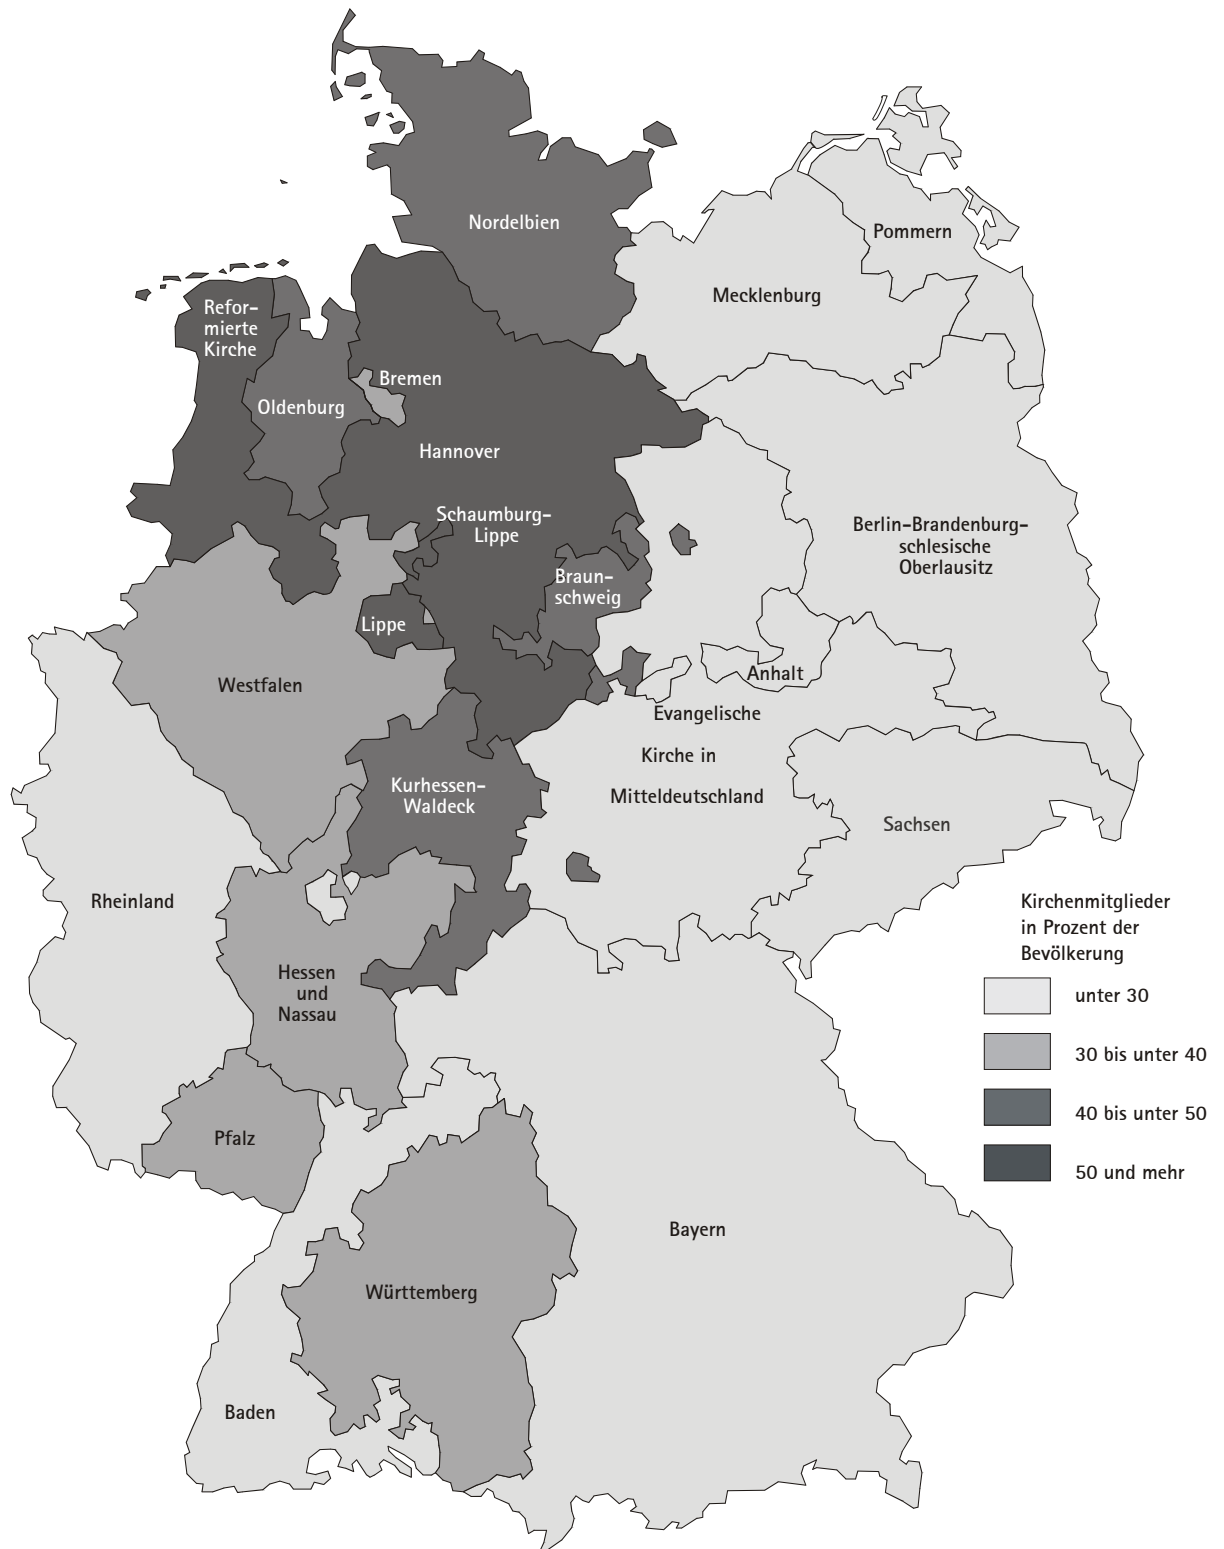 Nordelbien
Pommern
Mecklenburg
Refor-
mierte
Kirche
Bremen
Oldenburg
Hannover
Schaumburg-
Lippe
Berlin-Brandenburg-
schlesische
Oberlausitz
Braun-
schweig
Lippe
Anhalt
Westfalen
Evangelische
Kirche in
Mitteldeutschland
Kurhessen-
Waldeck
Sachsen
Rheinland
Hessen
und
Nassau
Pfalz
Bayern
Württemberg
Baden
Kirchenmitglieder
in Prozent der
Bevölkerung
unter 30
30 bis unter 40
40 bis unter 50
50 und mehr